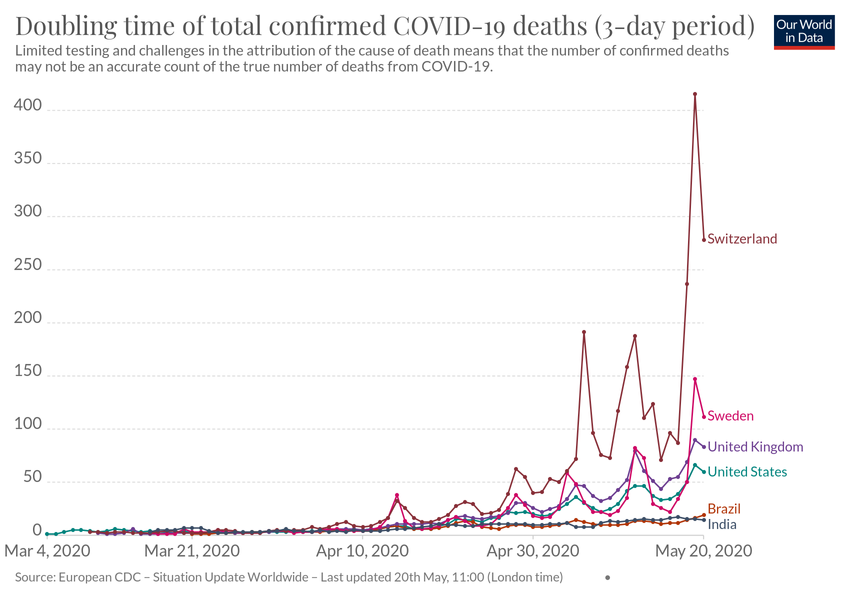 Doubling time of total confirmed COVID-19 deaths (3-day period)
Our World
in Data
Limited testing and challenges in the attribution of the cause of death means that the number of confirmed deaths
may not be an accurate count of the true number of deaths from COVID-19.
400
350
300
250
200
150
100
50
0
Switzerland
Sweden
United Kingdom
United States
Brazil
India
Mar 4, 2020
Mar 21, 2020
Apr 10, 2020
Apr 30, 2020
May 20, 2020
Source: European CDC – Situation Update Worldwide – Last updated 20th May, 11:00 (London time)